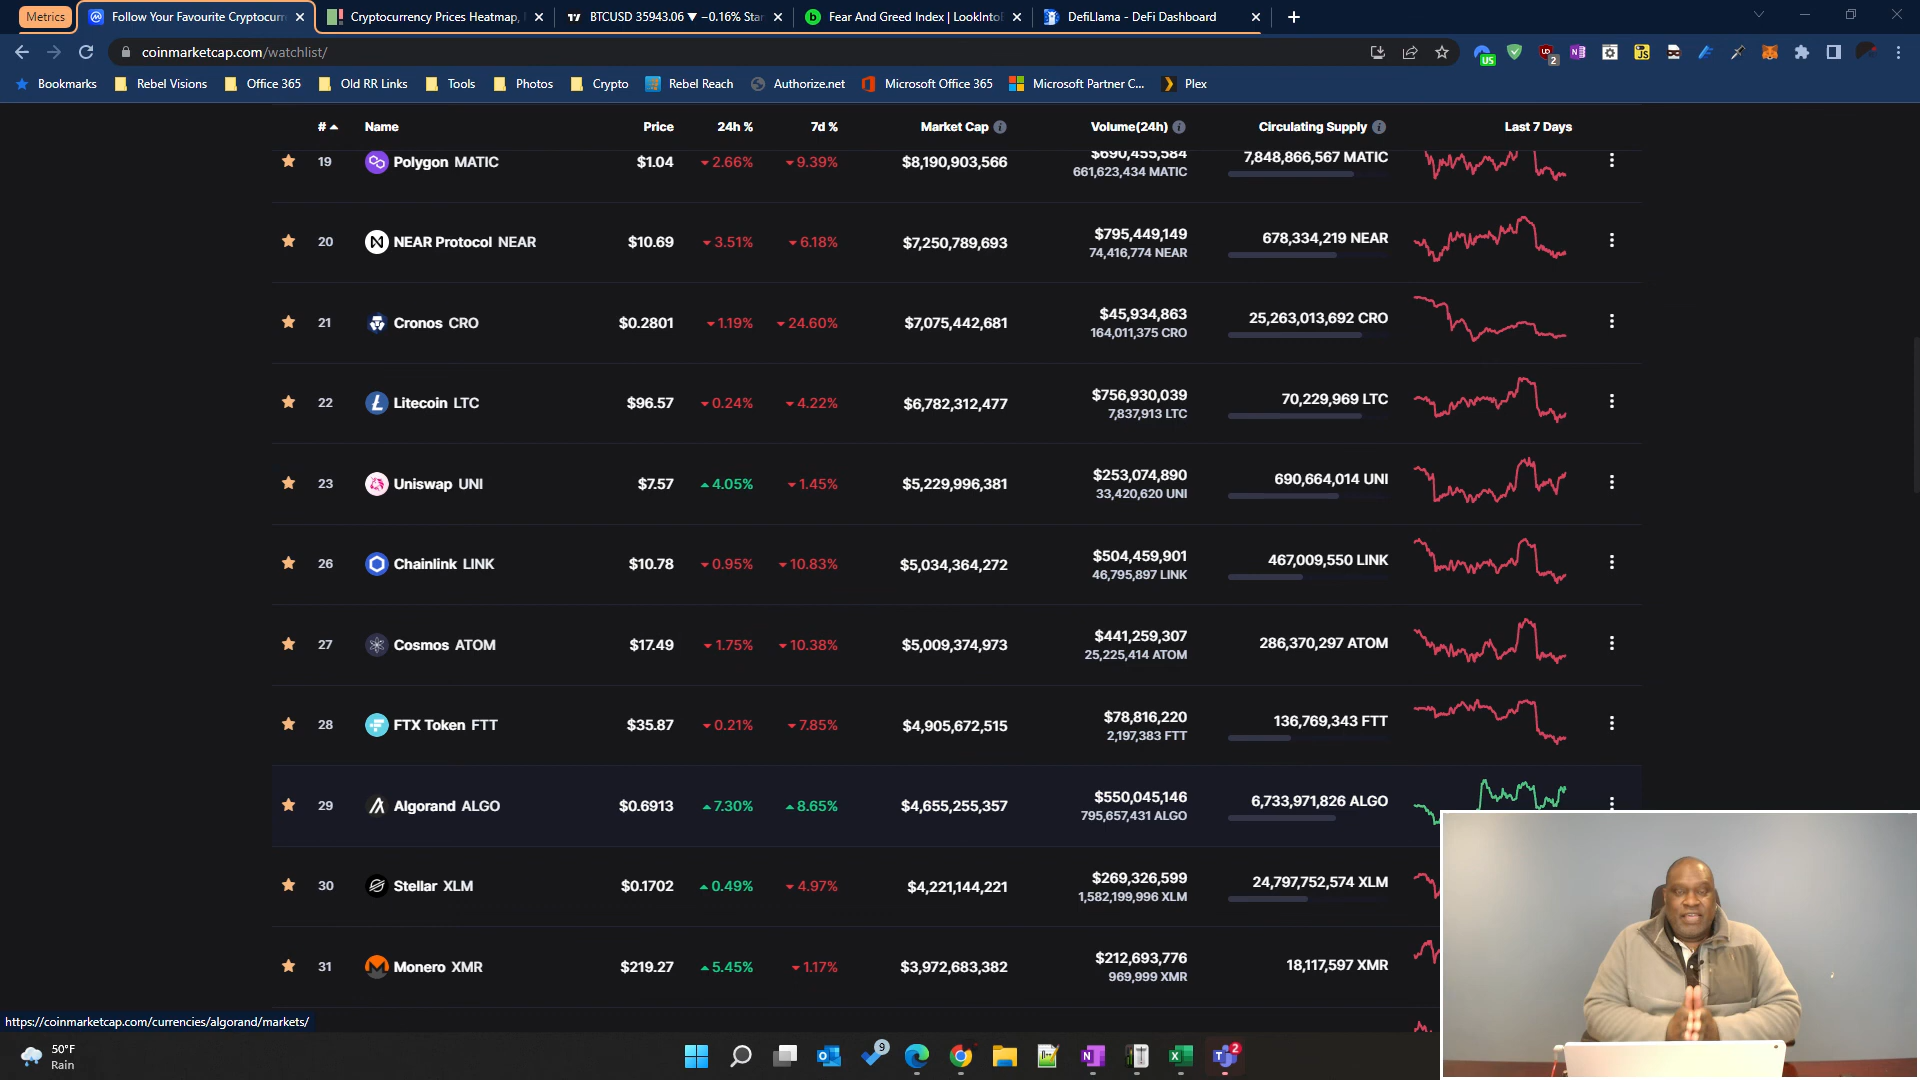 Metrics
Follow Your Favourite Cryptocurr
Cryptocurrency Prices Heatmap,
BTCUSD 35943.06 ▼ −0.16% Star
Fear And Greed Index | LookInto
DefiLlama - DeFi Dashboard
coinmarketcap.com/watchlist/
Bookmarks
Rebel Visions
Office 365
Old RR Links
Tools
Photos
Crypto
Rebel Reach
Authorize.net
Microsoft Office 365
Microsoft Partner C...
Plex
# Name Price 24h % 7d % Market Cap Volume(24h) Circulating Supply Last 7 Days
19 Polygon MATIC $1.04 2.66% 9.39% $8,190,903,566 $690,455,584 7,848,866,567 MATIC
661,623,434 MATIC
20 NEAR Protocol NEAR $10.69 3.51% 6.18% $7,250,789,693 $795,449,149 678,334,219 NEAR
74,416,774 NEAR
21 Cronos CRO $0.2801 1.19% 24.60% $7,075,442,681 $45,934,863 25,263,013,692 CRO
164,011,375 CRO
22 Litecoin LTC $96.57 0.24% 4.22% $6,782,312,477 $756,930,039 70,229,969 LTC
7,837,913 LTC
23 Uniswap UNI $7.57 4.05% 1.45% $5,229,996,381 $253,074,890 690,664,014 UNI
33,420,620 UNI
26 Chainlink LINK $10.78 0.95% 10.83% $5,034,364,272 $504,459,901 467,009,550 LINK
46,795,897 LINK
27 Cosmos ATOM $17.49 1.75% 10.38% $5,009,374,973 $441,259,307 286,370,297 ATOM
25,225,414 ATOM
28 FTX Token FTT $35.87 0.21% 7.85% $4,905,672,515 $78,816,220 136,769,343 FTT
2,197,383 FTT
29 Algorand ALGO $0.6913 7.30% 8.65% $4,655,255,357 $550,045,146 6,733,971,826 ALGO
795,657,431 ALGO
30 Stellar XLM $0.1702 0.49% 4.97% $4,221,144,221 $269,326,599 24,797,752,574 XLM
1,582,199,996 XLM
31 Monero XMR $219.27 5.45% 1.17% $3,972,683,382 $212,693,776 18,117,597 XMR
969,999 XMR
https://coinmarketcap.com/currencies/algorand/markets/
50°F
Rain
9
2